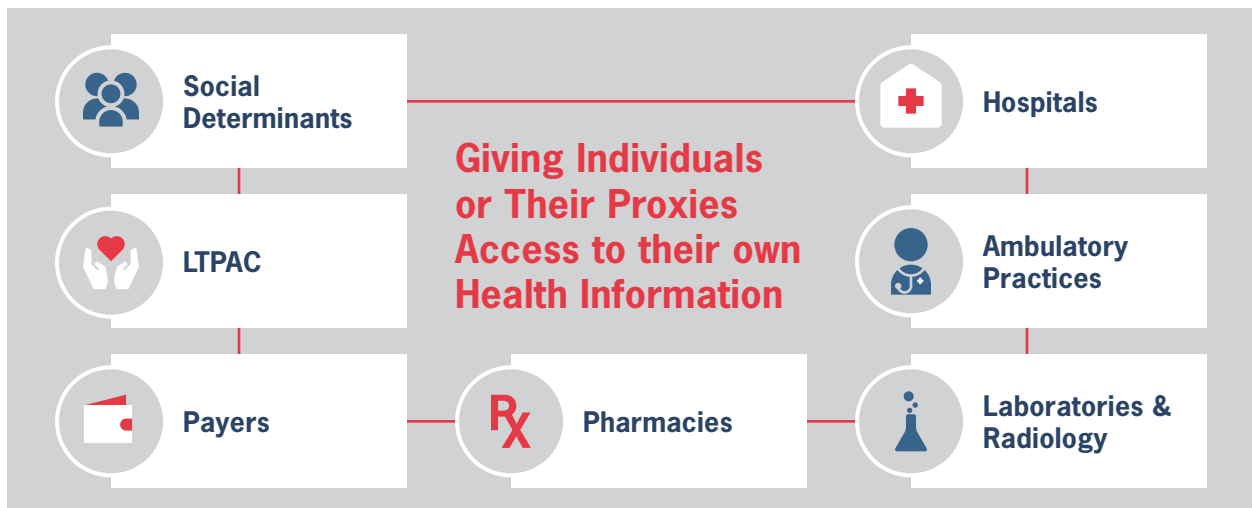 Social
Determinants
Hospitals
Giving Individuals
or Their Proxies
Access to their own
Health Information
LTPAC
Ambulatory
Practices
Payers
Rx
Pharmacies
Laboratories &
Radiology